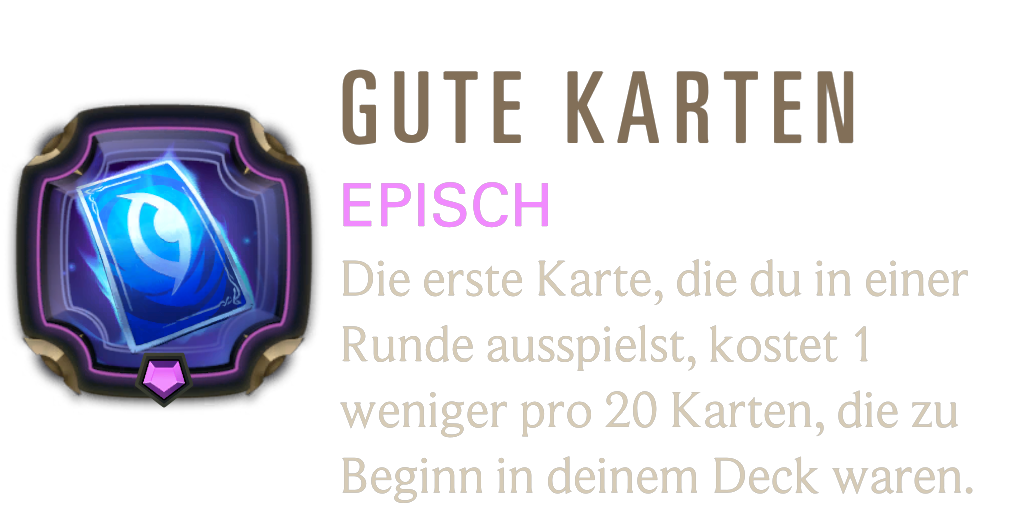 GUTE KARTEN
EPISCH
Die erste Karte, die du in einer
Runde ausspielst, kostet 1
weniger pro 20 Karten, die zu
Beginn in deinem Deck waren.